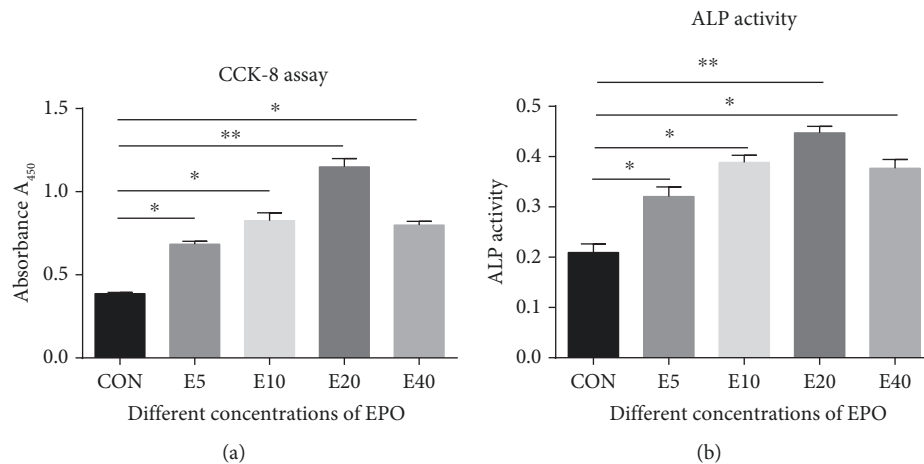 CCK-8 assay
*
**
*
*
1.5
1.0
0.5
0.0
Absorbance A450
CON E5 E10 E20 E40
Different concentrations of EPO
(a)
ALP activity
**
*
*
*
0.5
0.4
0.3
0.2
0.1
0.0
ALP activity
CON E5 E10 E20 E40
Different concentrations of EPO
(b)